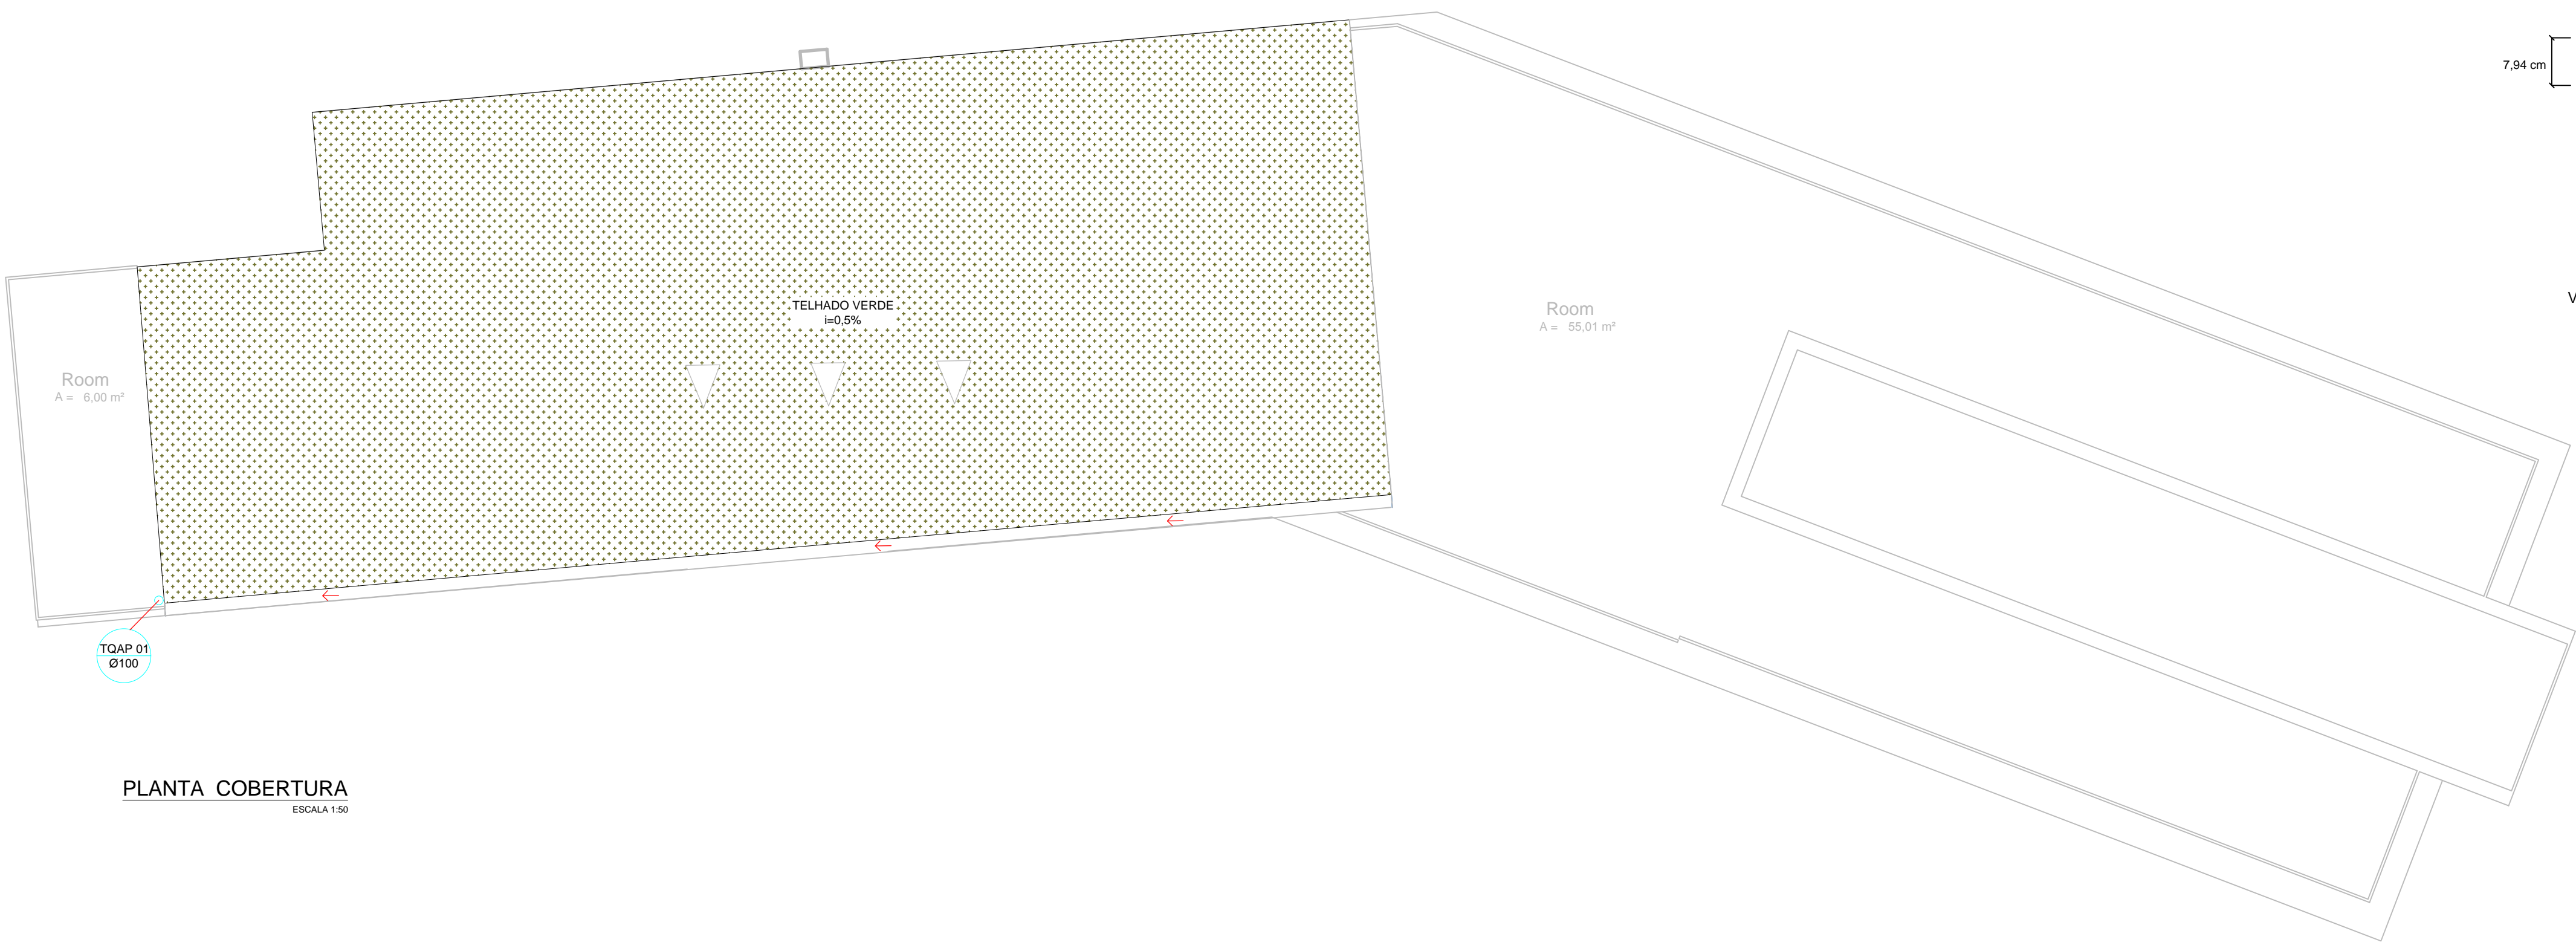 7,94 cm
TELHADO VERDE
i=0,5%
V
Room
A = 55,01 m²
Room
A = 6,00 m²
TQAP 01
Ø100
PLANTA COBERTURA
ESCALA 1:50